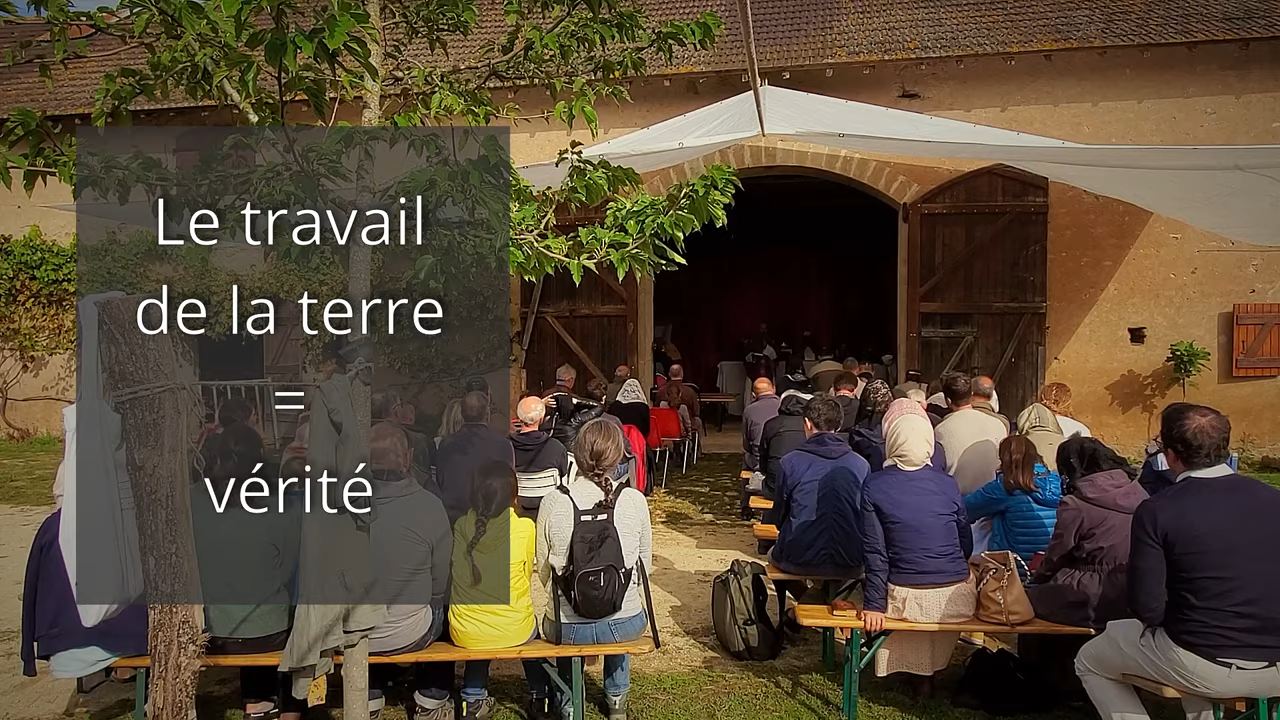 Le travail
de la terre
=
vérité